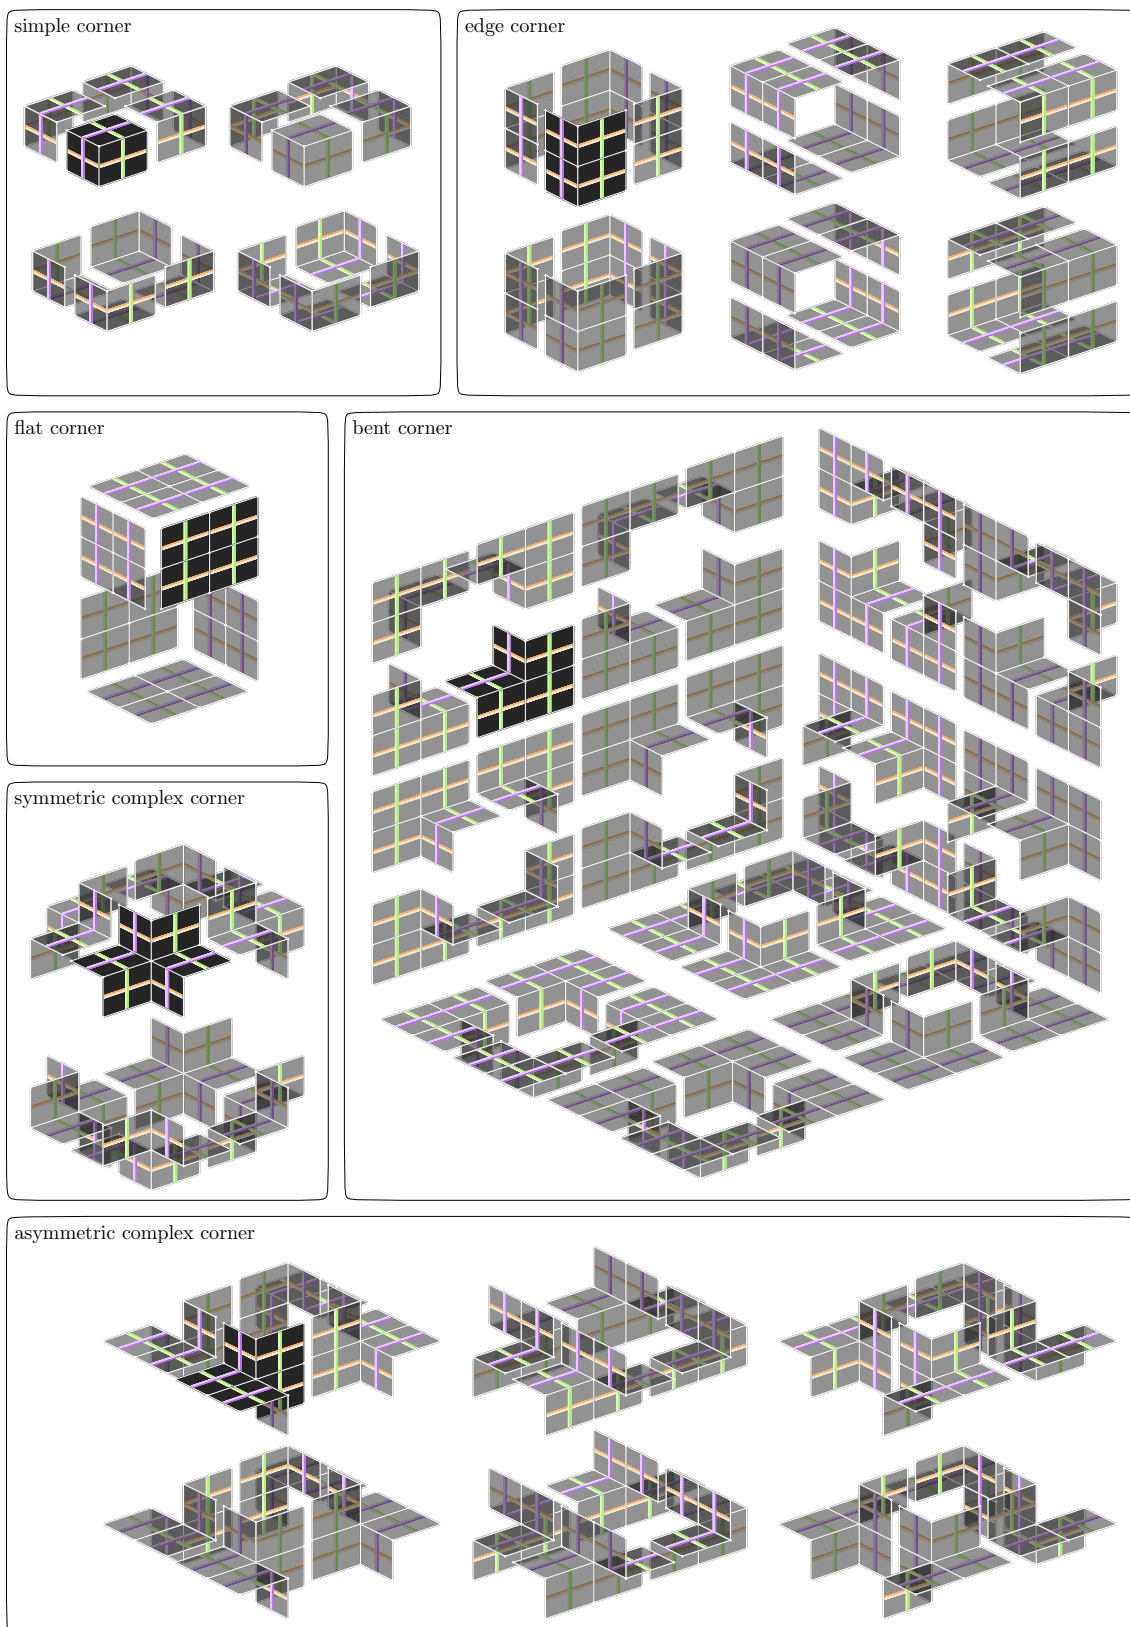 simple corner
edge corner
flat corner
bent corner
symmetric complex corner
asymmetric complex corner